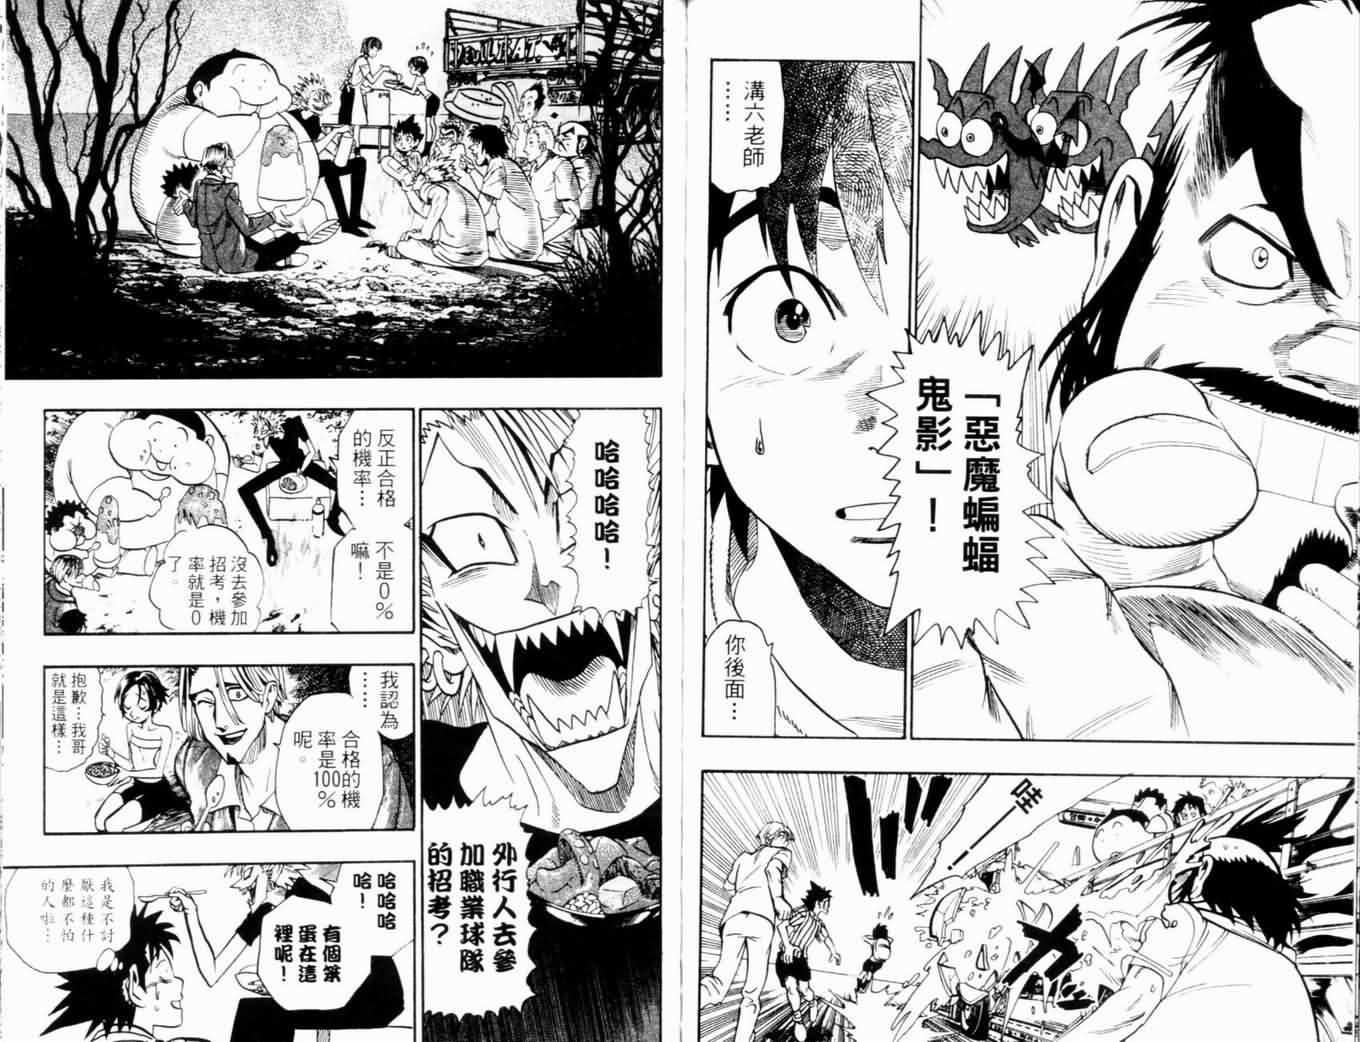 「惡魔蝙蝠
鬼影」！
溝六老師
⋯⋯
你後面⋯
哇—
DEVILBAT
哈哈哈哈！
外行人去參
加職業球隊
的招考？
反正合格
的機率⋯
不是0％
嘛！
沒去參加
招考，機
率就是0
了。
我認為
⋯⋯
合格的機
率是
100％
呢。
抱歉⋯我哥
就是這樣⋯
哈哈哈
哈！
有個笨
蛋在這
裡呢！
我是不討
厭這種什
麼都不怕
的人啦⋯